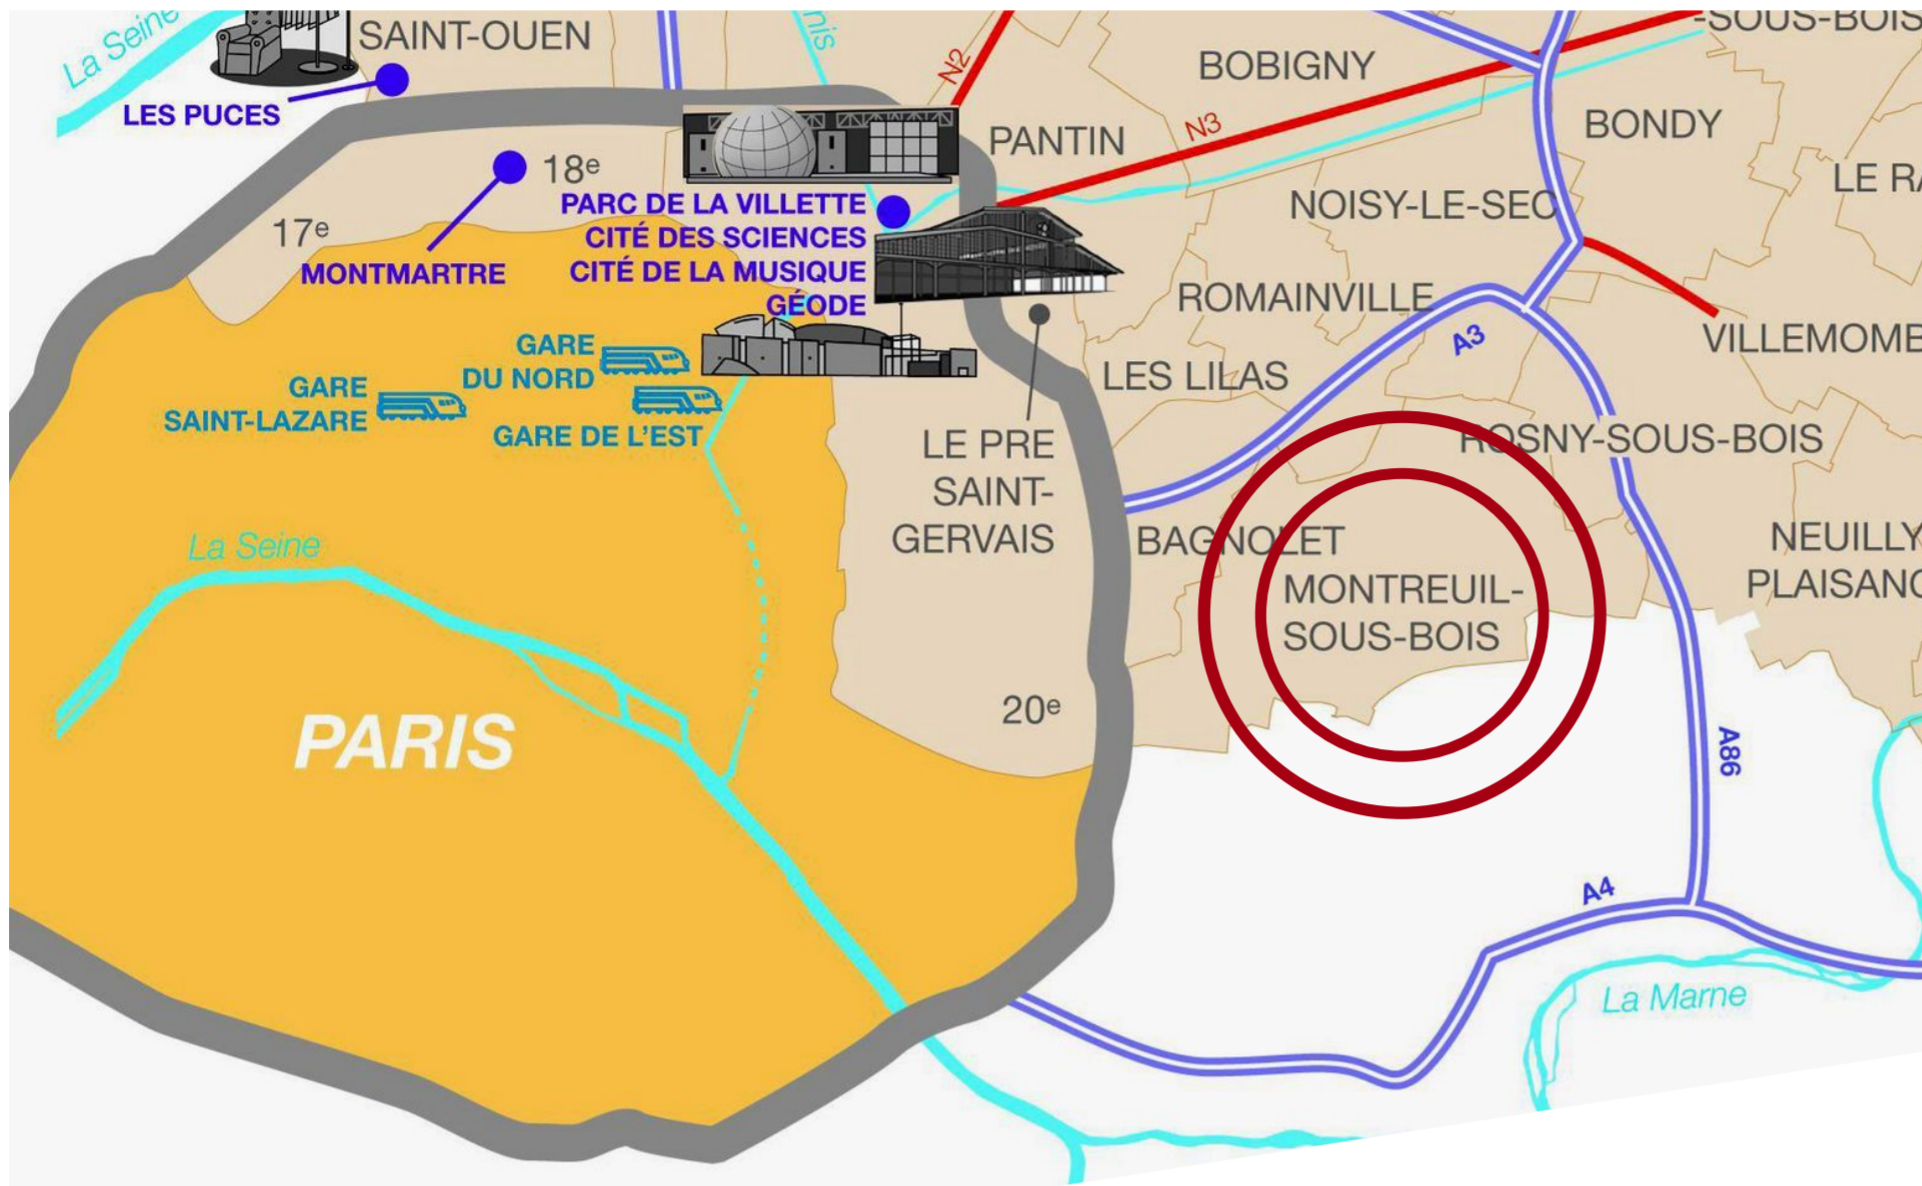 La Seine
SAINT-OUEN
LES PUCES
nis
N2
BOBIGNY
-SOUS-BOIS
N3
BONDY
PANTIN
18e
17e
MONTMARTRE
PARC DE LA VILLETTE
CITÉ DES SCIENCES
CITÉ DE LA MUSIQUE
GÉODE
NOISY-LE-SEC
LE RA
ROMAINVILLE
A3
VILLEMOMB
GARE
DU NORD
GARE
SAINT-LAZARE
GARE DE L'EST
LES LILAS
LE PRE
SAINT-
GERVAIS
ROSNY-SOUS-BOIS
La Seine
BAGNOLET
MONTREUIL-
SOUS-BOIS
NEUILLY
PLAISANC
20e
PARIS
A86
A4
La Marne